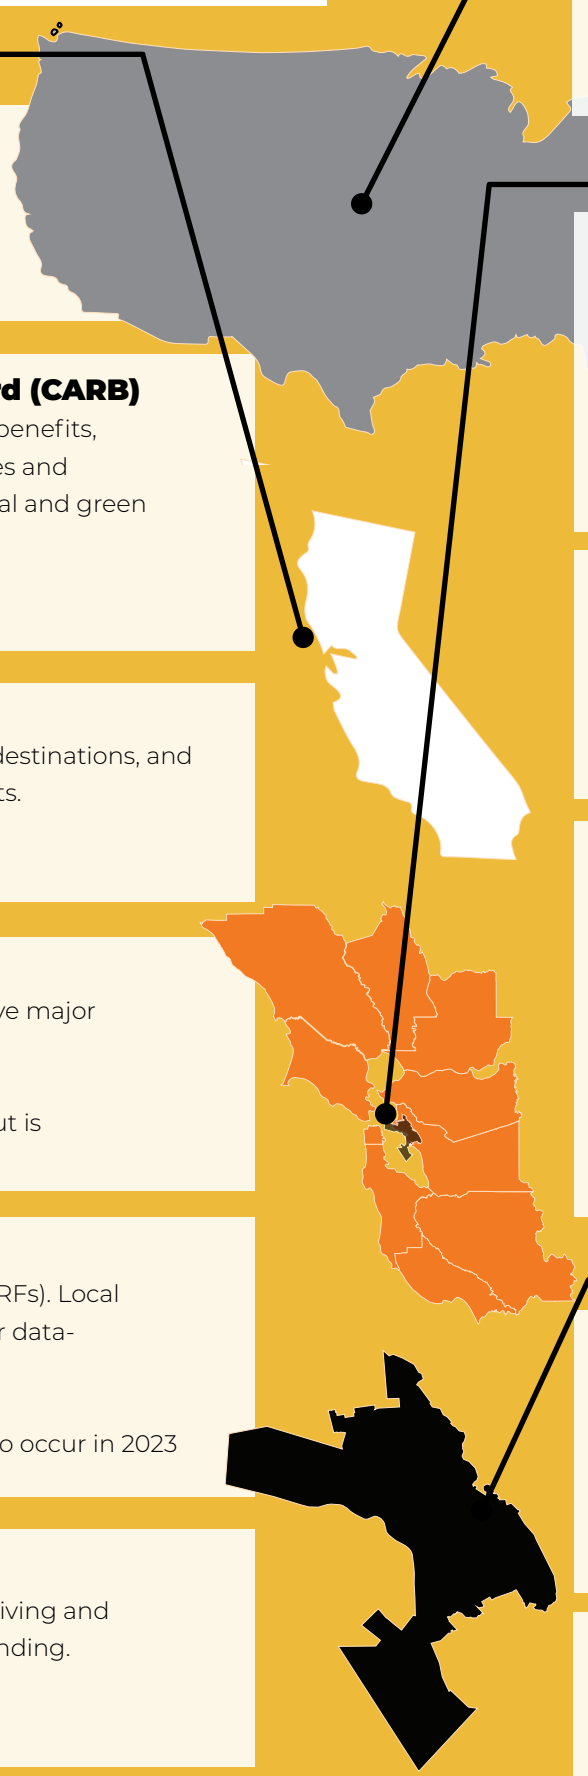 rd (CARB)
benefits,
es and
al and green
destinations, and
ts.
ve major
ut is
RFs). Local
r data-
o occur in 2023
iving and
nding.